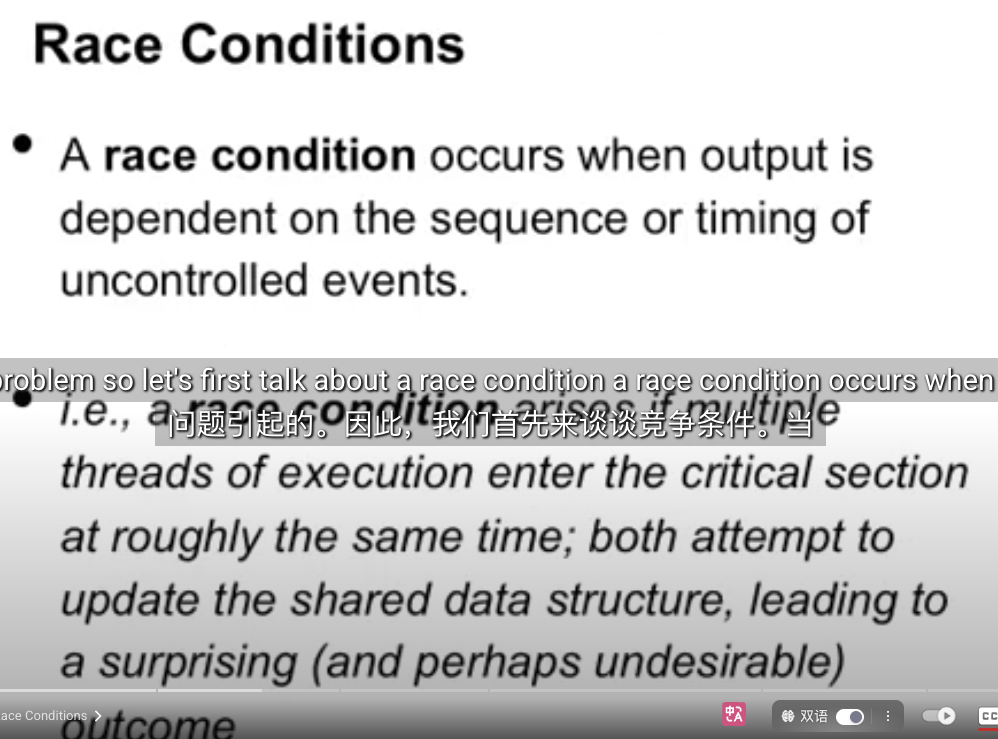 Race Conditions
• A race condition occurs when output is
dependent on the sequence or timing of
uncontrolled events.
problem so let's first talk about a race condition a race condition occurs when
• i.e., a race condition arises if multiple
问题引起的。因此，我们首先来谈谈竞争条件。当
threads of execution enter the critical section
at roughly the same time; both attempt to
update the shared data structure, leading to
a surprising (and perhaps undesirable)
outcome
ace Conditions
中A
双语
CC